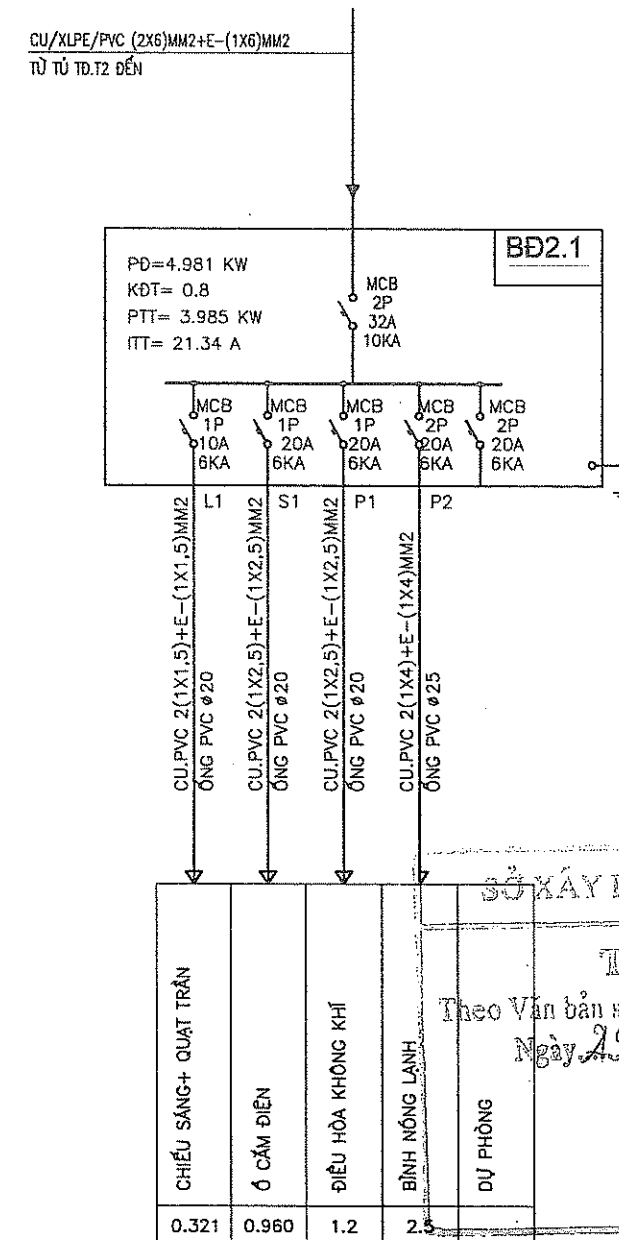 CU/XLPE/PVC (2X6)MM2+E-(1X6)MM2
TỪ TỦ TĐ.T2 ĐẾN
BĐ2.1
PĐ=4.981 KW
KĐT= 0.8
PTT= 3.985 KW
ITT= 21.34 A
MCB
2P
32A
10KA
MCB
1P
10A
6KA
MCB
1P
20A
6KA
MCB
1P
20A
6KA
MCB
2P
20A
6KA
MCB
2P
20A
6KA
L1
S1
P1
P2
CU.PVC 2(1X1,5)+E-(1X1,5)MM2
ỐNG PVC ø20
CU.PVC 2(1X2,5)+E-(1X2,5)MM2
ỐNG PVC ø20
CU.PVC 2(1X2,5)+E-(1X2,5)MM2
ỐNG PVC ø20
CU.PVC 2(1X4)+E-(1X4)MM2
ỐNG PVC ø25
SỞ XÂY
Theo Văn bản
Ngày
CHIẾU SÁNG+ QUẠT TRẦN
Ổ CẮM ĐIỆN
ĐIỀU HÒA KHÔNG KHÍ
BÌNH NÓNG LẠNH
DỰ PHÒNG
0.321
0.960
1.2
2.5